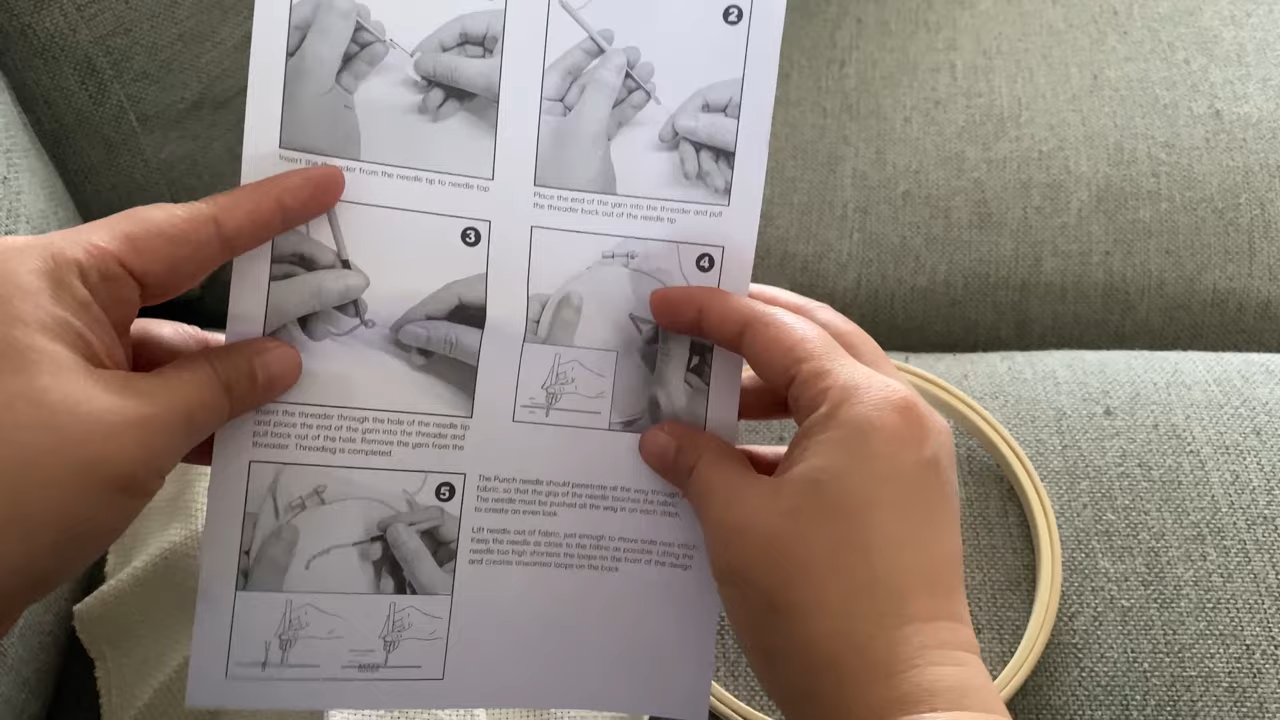 2
Insert the threader from the needle tip to needle top
Place the end of the yarn into the threader and pull
the threader back out of the needle tip
3
4
Insert the threader through the hole of the needle tip
and place the end of the yarn into the threader and
pull back out of the hole. Remove the yarn from the
threader. Threading is completed.
5
The Punch needle should penetrate all the way through
fabric, so that the grip of the needle touches the fabric.
The needle must be pushed all the way in on each stitch,
to create an even look.
Lift needle out of fabric, just enough to move onto next stitch.
Keep the needle as close to the fabric as possible. Lifting the
needle too high shortens the loops on the front of the design
and creates unwanted loops on the back.